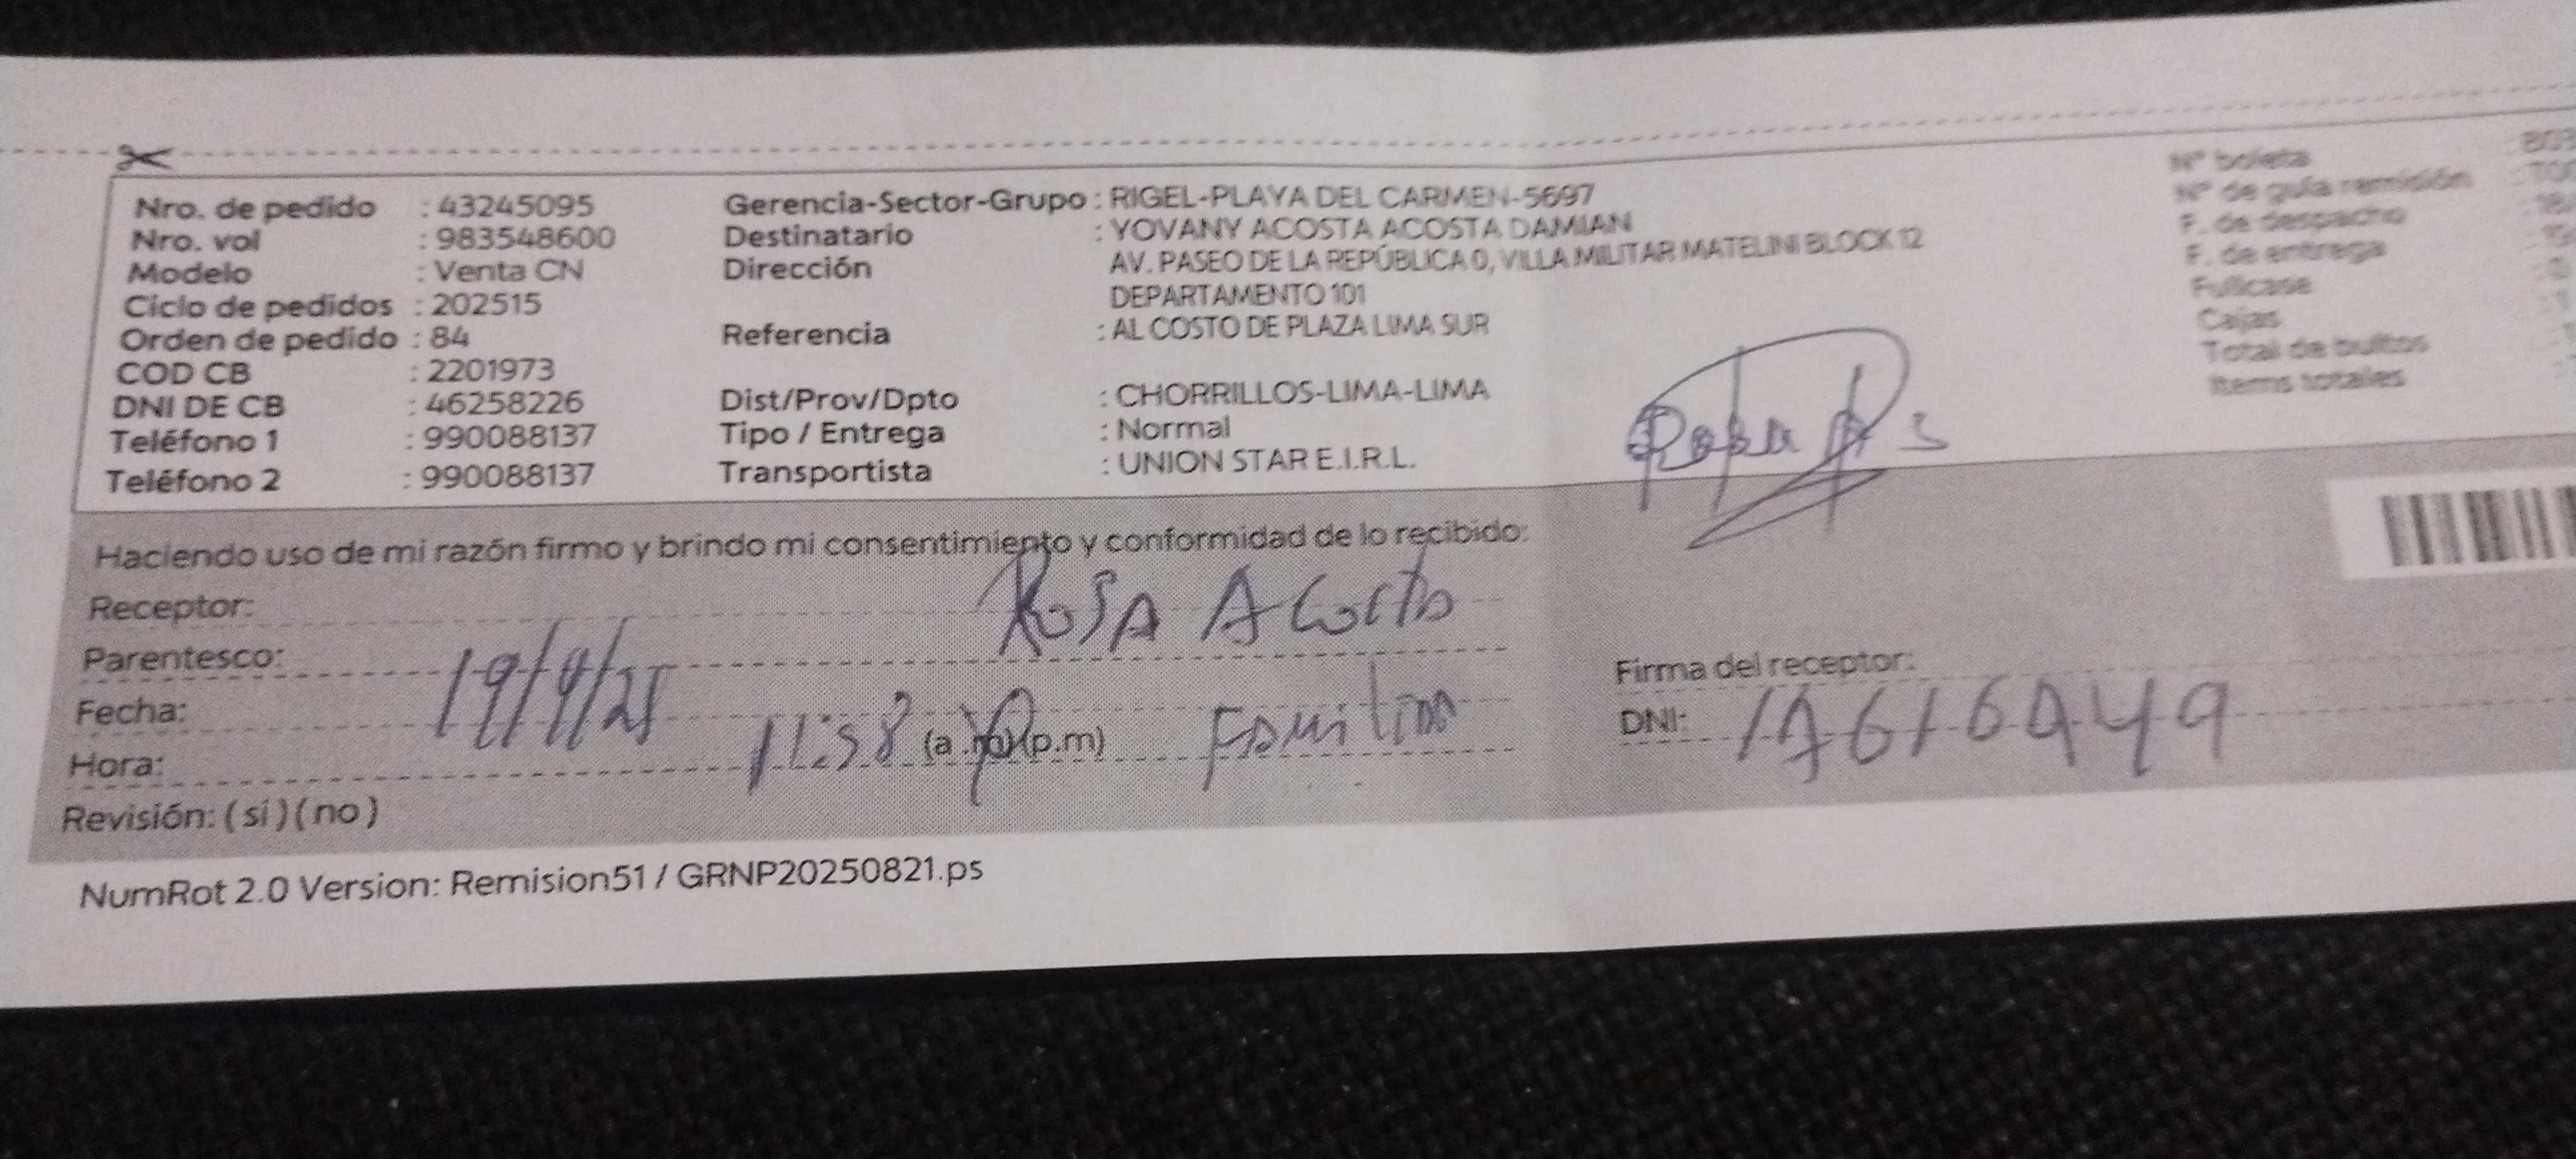 Nro. de pedido : 43245095
Nro. vol : 983548600
Modelo : Venta CN
Ciclo de pedidos : 202515
Orden de pedido : 84
COD CB : 2201973
DNI DE CB : 46258226
Teléfono 1 : 990088137
Teléfono 2 : 990088137
Gerencia-Sector-Grupo : RIGEL-PLAYA DEL CARMEN-5697
Destinatario : YOVANY ACOSTA ACOSTA DAMIAN
Dirección AV. PASEO DE LA REPÚBLICA 0, VILLA MILITAR MATELINI BLOCK 12
DEPARTAMENTO 101
Referencia : AL COSTO DE PLAZA LIMA SUR
Dist/Prov/Dpto : CHORRILLOS-LIMA-LIMA
Tipo / Entrega : Normal
Transportista : UNION STAR E.I.R.L.
N° boleta
N° de guía remisión
F. de despacho
F. de entrega
Fullcase
Cajas
Total de bultos
Items totales
Haciendo uso de mi razón firmo y brindo mi consentimiento y conformidad de lo recibido:
Receptor: Rosa Acosta
Parentesco:
Fecha: 19/9/25
Hora: 11:58 (a.m) (p.m) Familiar
Revisión: ( si ) ( no )
Firma del receptor:
DNI:
NumRot 2.0 Version: Remision51 / GRNP20250821.ps